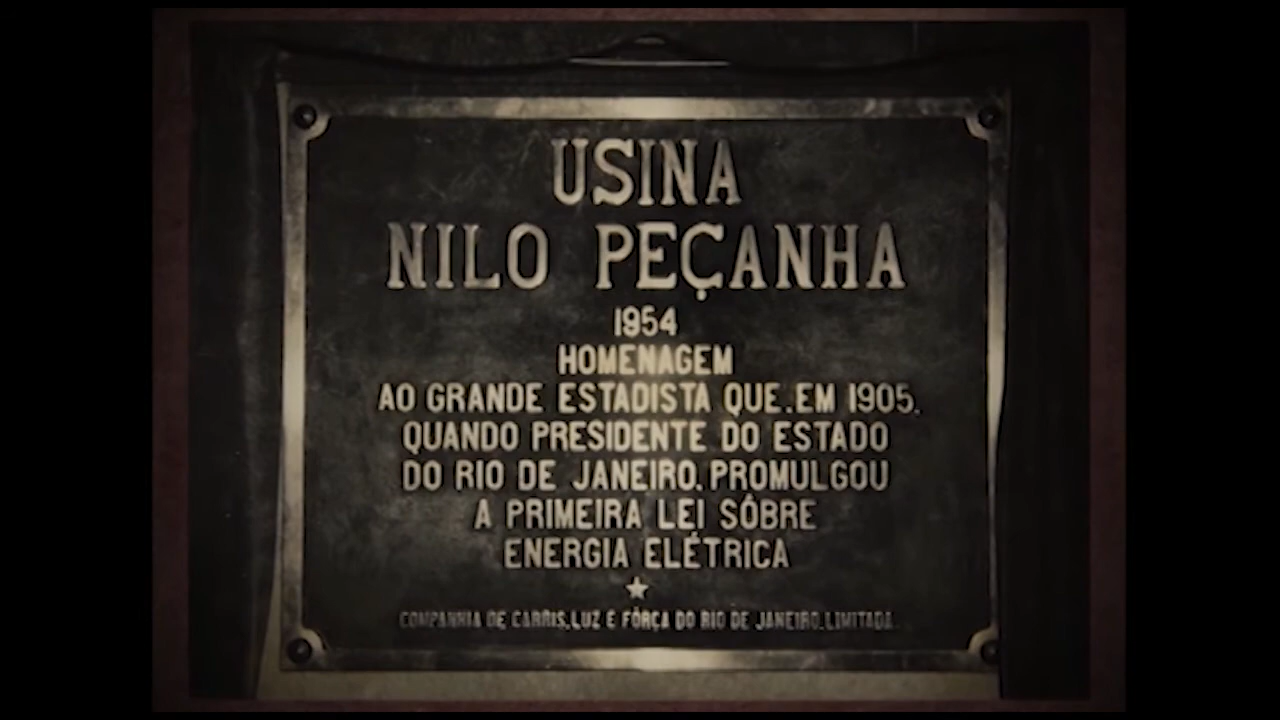 USINA
NILO PEÇANHA
1954
HOMENAGEM
AO GRANDE ESTADISTA QUE.EM 1905,
QUANDO PRESIDENTE DO ESTADO
DO RIO DE JANEIRO, PROMULGOU
A PRIMEIRA LEI SÓBRE
ENERGIA ELÉTRICA
COMPANHIA DE CARRIS,LUZ E FÔRÇA DO RIO DE JANEIRO,LIMITADA